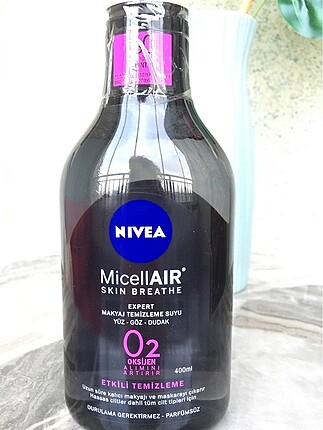 NIVEA
MicellAIR®
SKIN BREATHE
EXPERT
MAKYAJ TEMİZLEME SUYU
YÜZ - GÖZ - DUDAK
O2
OKSİJEN
ALIMINI
ARTIRIR
400ml
ETKİLİ TEMİZLEME
Uzun süre kalıcı makyajı ve maskarayı çıkarır
Hassas ciltler dahil tüm cilt tipleri için
DURULAMA GEREKTİRMEZ - PARFÜMSÜZ